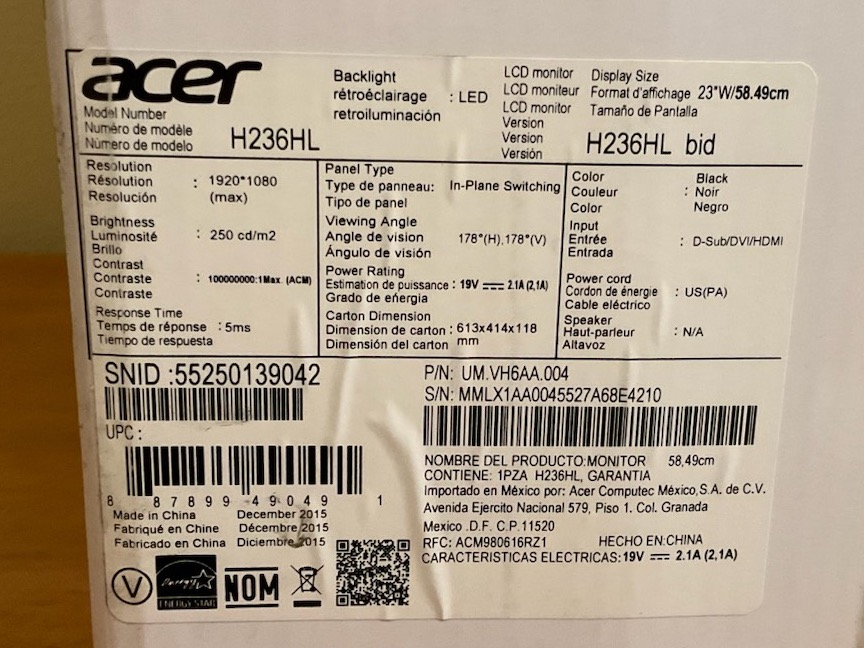 acer
Model Number
Numéro de modèle
Número de modelo
H236HL
Backlight
rétroéclairage : LED
retroiluminación
LCD monitor
LCD moniteur
LCD monitor
Version
Version
Versión
Display Size
Format d'affichage 23"W/58.49cm
Tamaño de Pantalla
H236HL bid
Resolution
Résolution : 1920*1080
Resolución (max)
Brightness
Luminosité : 250 cd/m2
Brillo
Contrast
Contraste : 100000000:1Max. (ACM)
Contraste
Response Time
Temps de réponse : 5ms
Tiempo de respuesta
Panel Type
Type de panneau: In-Plane Switching
Tipo de panel
Viewing Angle
Angle de vision 178°(H),178°(V)
Ángulo de visión
Power Rating
Estimation de puissance : 19V 2.1A (2,1A)
Grado de energía
Carton Dimension
Dimension de carton : 613x414x118
Dimensión del carton mm
Color Black
Couleur : Noir
Color Negro
Input
Entrée : D-Sub/DVI/HDMI
Entrada
Power cord
Cordon de énergie : US(PA)
Cable eléctrico
Speaker
Haut-parleur : N/A
Altavoz
SNID :55250139042
UPC :
8 87899 49049 1
Made in China December 2015
Fabriqué en Chine Décembre 2015
Fabricado en China Diciembre 2015
V
energy
ENERGY STAR
NOM
P/N: UM.VH6AA.004
S/N: MMLX1AA0045527A68E4210
NOMBRE DEL PRODUCTO:MONITOR 58,49cm
CONTIENE: 1PZA H236HL, GARANTIA
Importado en México por: Acer Computec México,S.A. de C.V.
Avenida Ejercito Nacional 579, Piso 1. Col. Granada
Mexico .D.F. C.P.11520
RFC: ACM980616RZ1 HECHO EN:CHINA
CARACTERISTICAS ELECTRICAS:19V 2.1A (2,1A)